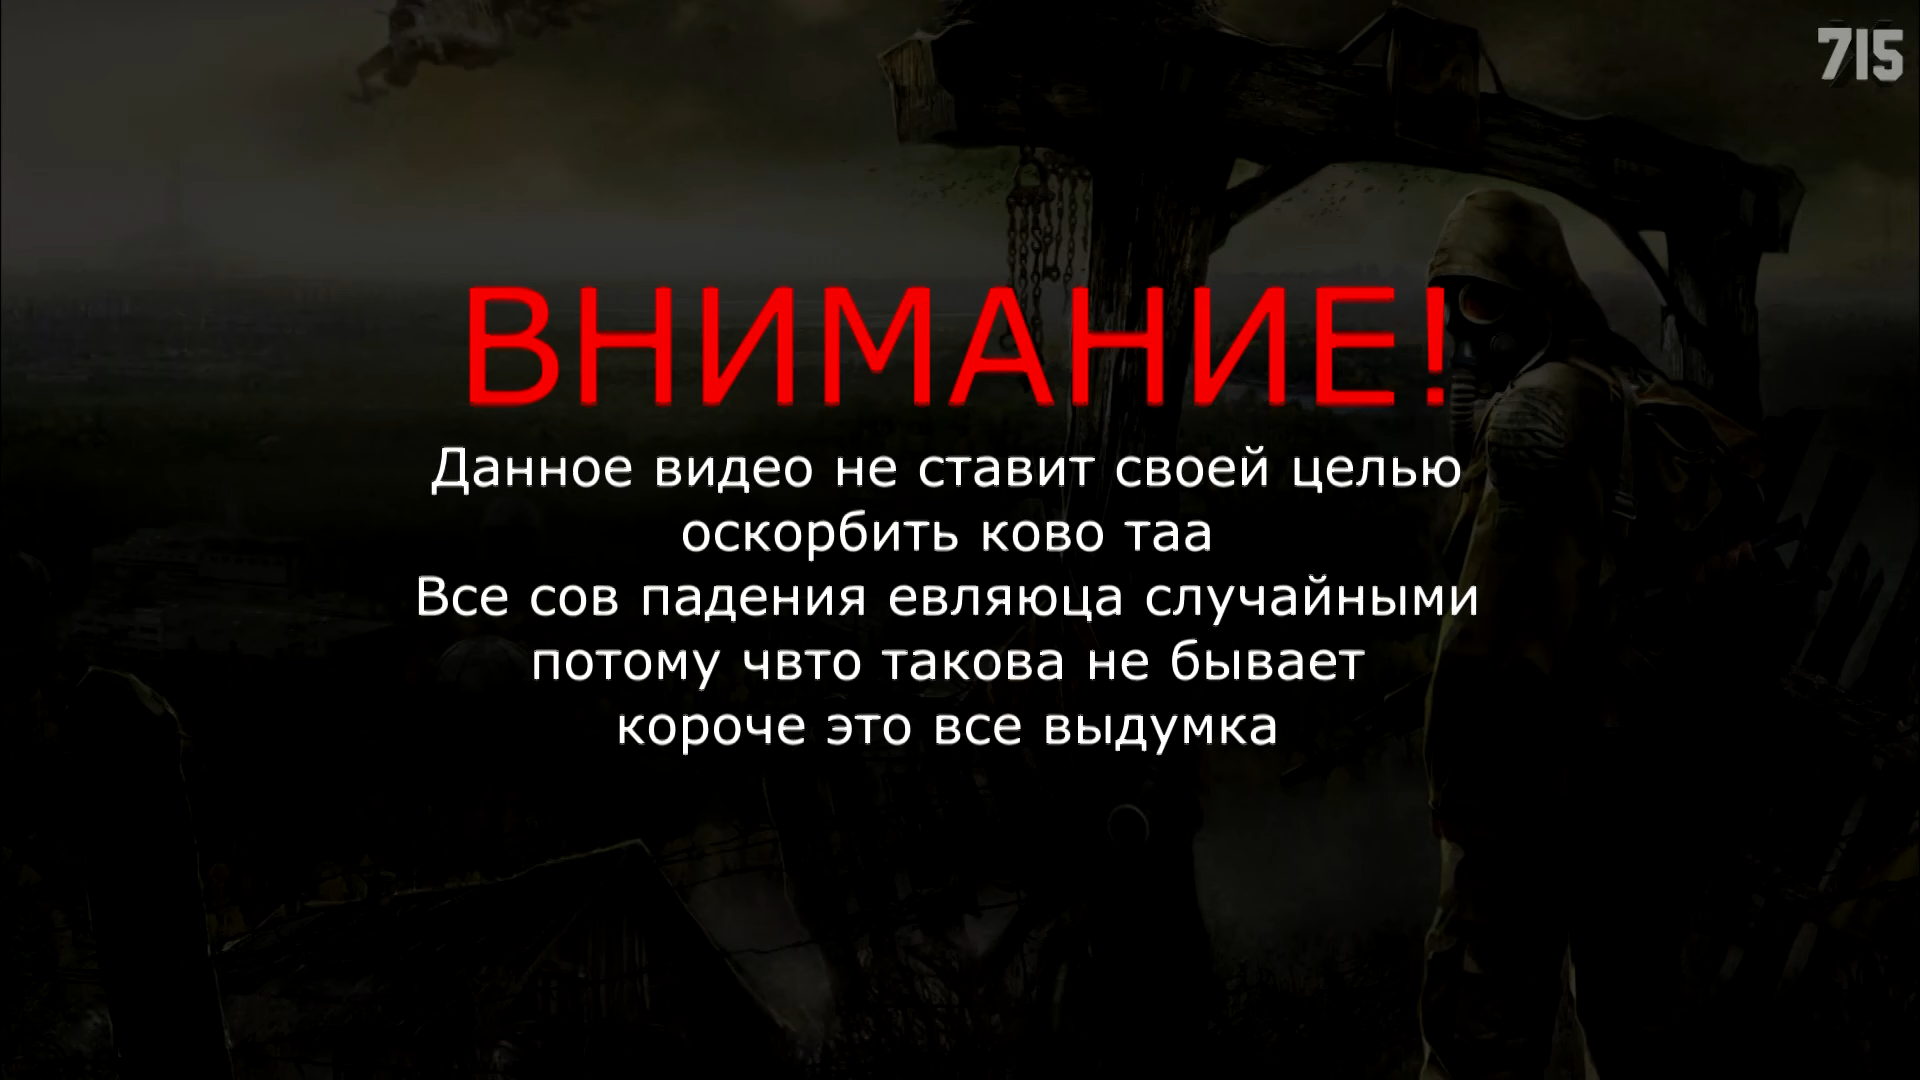 715
ВНИМАНИЕ!
Данное видео не ставит своей целью
оскорбить ково таа
Все сов падения евляюца случайными
потому чвто такова не бывает
короче это все выдумка